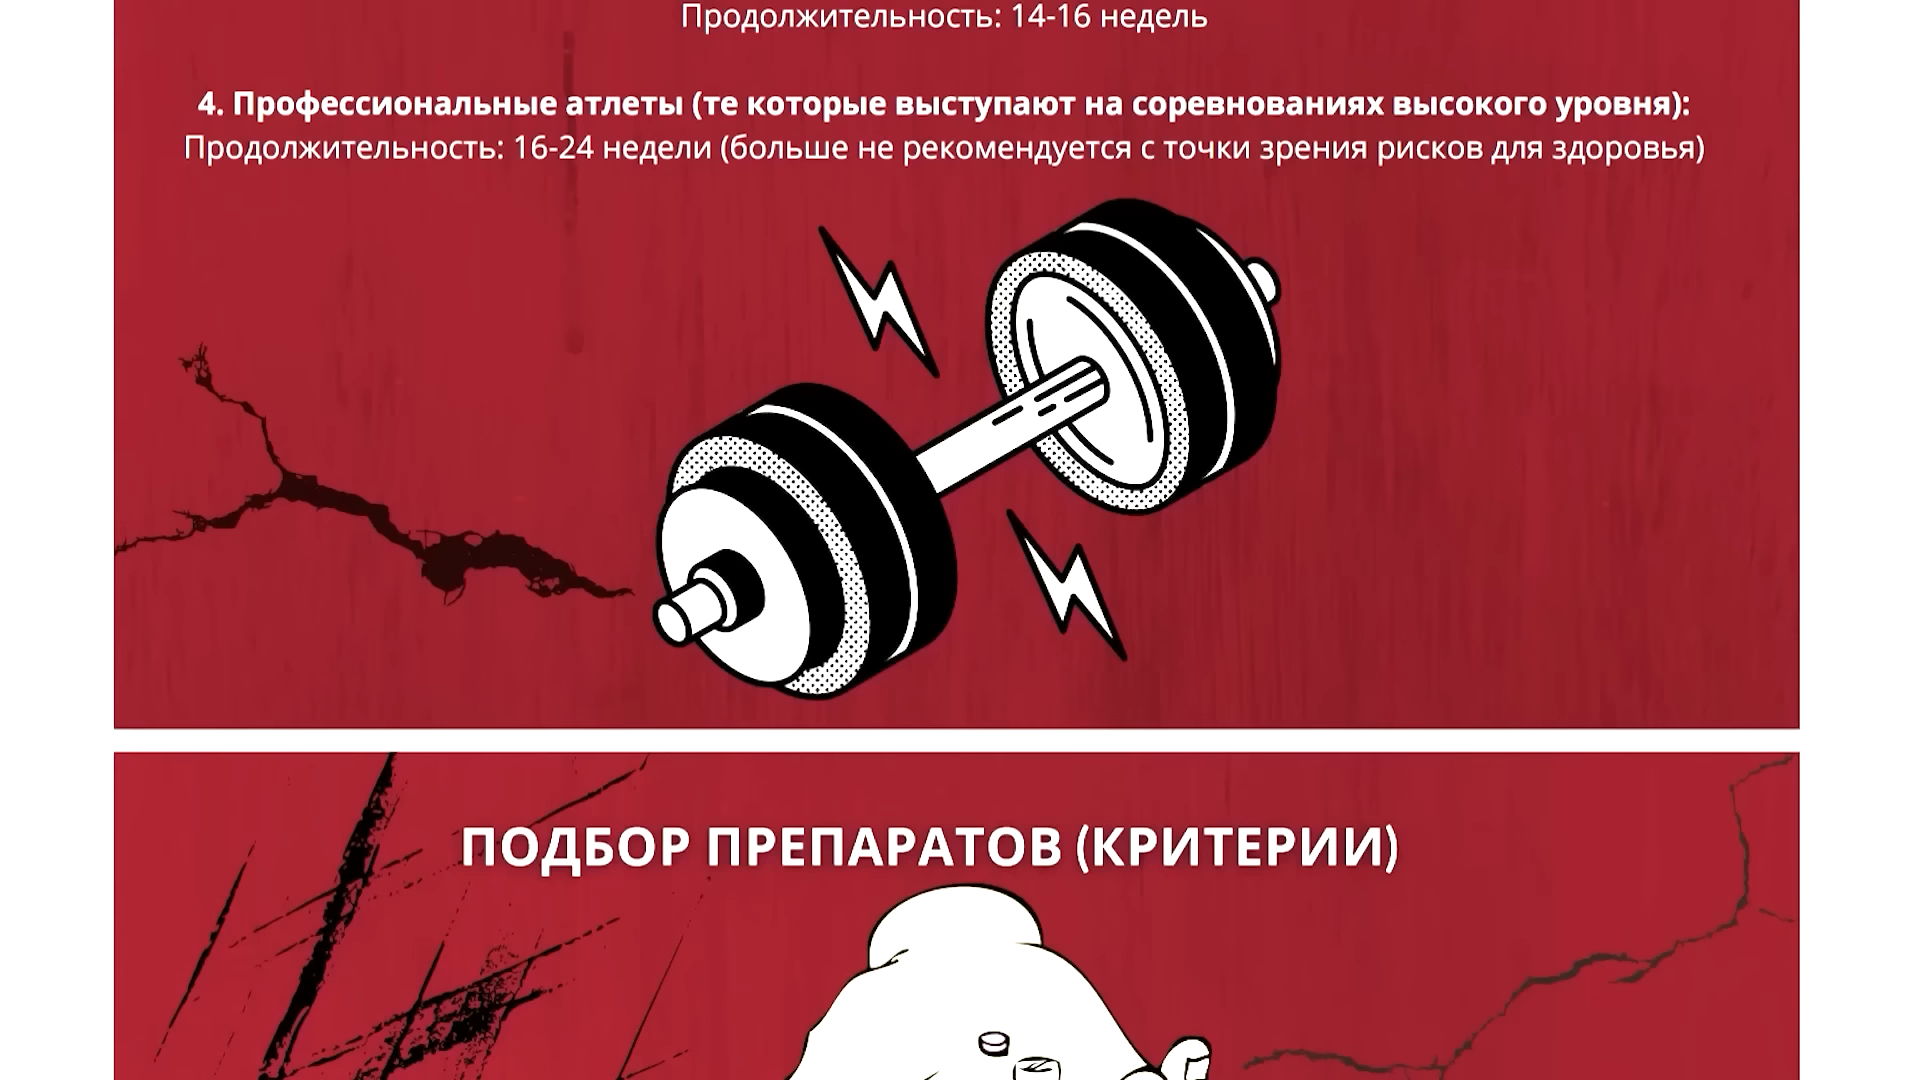 Продолжительность: 14-16 недель
4. Профессиональные атлеты (те которые выступают на соревнованиях высокого уровня):
Продолжительность: 16-24 недели (больше не рекомендуется с точки зрения рисков для здоровья)
ПОДБОР ПРЕПАРАТОВ (КРИТЕРИИ)